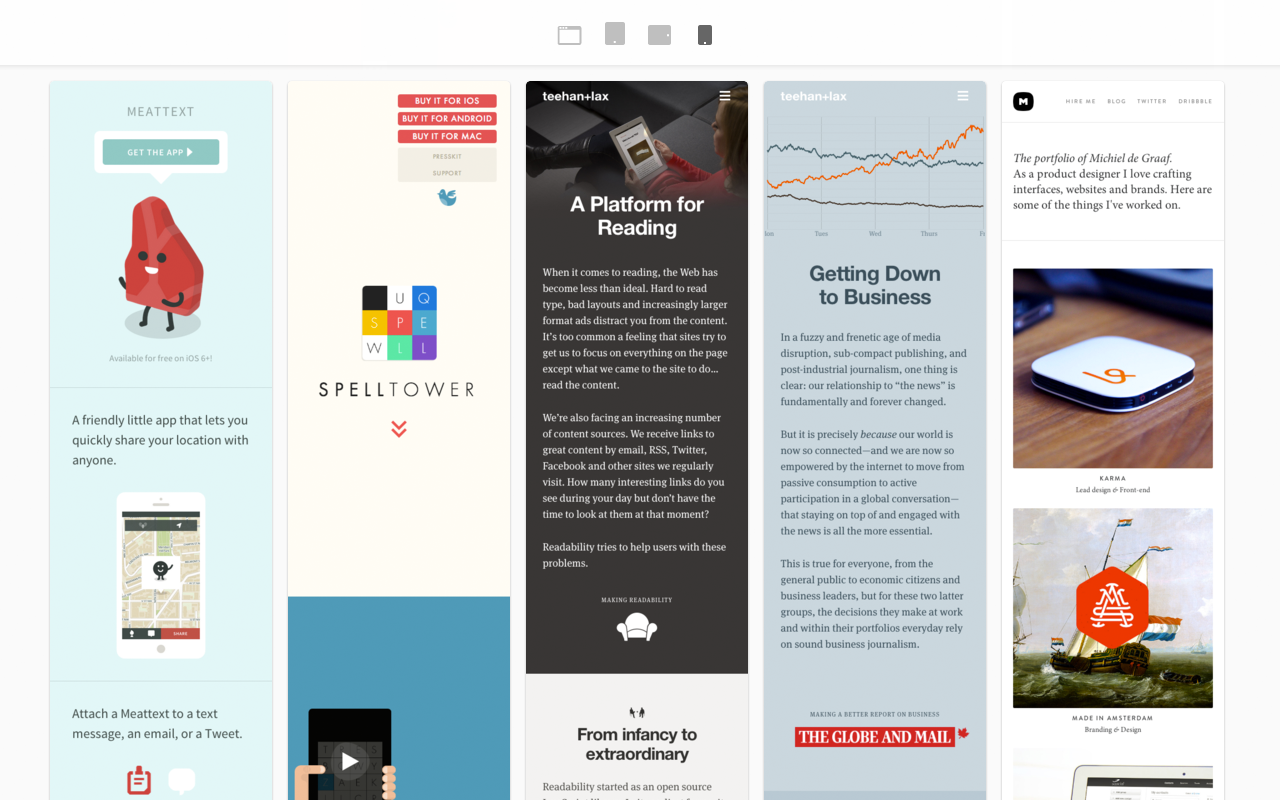 MEATTEXT
GET THE APP
Available for free on iOS 6+!
A friendly little app that lets you
quickly share your location with
anyone.
SHARE
Attach a Meattext to a text
message, an email, or a Tweet.
BUY IT FOR IOS
BUY IT FOR ANDROID
BUY IT FOR MAC
PRESSKIT
SUPPORT
U Q
S P E
W L L
SPELLTOWER
teehan+lax
A Platform for
Reading
When it comes to reading, the Web has
become less than ideal. Hard to read
type, bad layouts and increasingly larger
format ads distract you from the content.
It's too common a feeling that sites try to
get us to focus on everything on the page
except what we came to the site to do...
read the content.
We're also facing an increasing number
of content sources. We receive links to
great content by email, RSS, Twitter,
Facebook and other sites we regularly
visit. How many interesting links do you
see during your day but don't have the
time to look at them at that moment?
Readability tries to help users with these
problems.
MAKING READABILITY
From infancy to
extraordinary
Readability started as an open source
teehan+lax
Tues Wed Thurs
Getting Down
to Business
In a fuzzy and frenetic age of media
disruption, sub-compact publishing, and
post-industrial journalism, one thing is
clear: our relationship to “the news” is
fundamentally and forever changed.
But it is precisely because our world is
now so connected—and we are now so
empowered by the internet to move from
passive consumption to active
participation in a global conversation—
that staying on top of and engaged with
the news is all the more essential.
This is true for everyone, from the
general public to economic citizens and
business leaders, but for these two latter
groups, the decisions they make at work
and within their portfolios everyday rely
on sound business journalism.
MAKING A BETTER REPORT ON BUSINESS
THE GLOBE AND MAIL
M
HIRE ME BLOG TWITTER DRIBBBLE
The portfolio of Michiel de Graaf.
As a product designer I love crafting
interfaces, websites and brands. Here are
some of the things I've worked on.
KARMA
Lead design & Front-end
MADE IN AMSTERDAM
Branding & Design